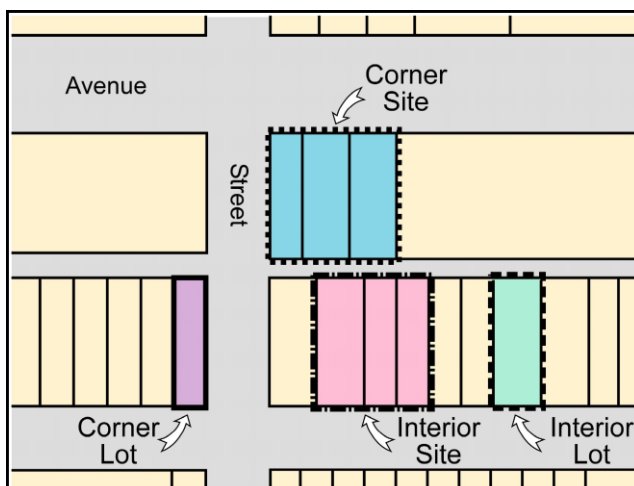 Corner
Site
Avenue
Street
Corner
Lot
Interior
Site
Interior
Lot